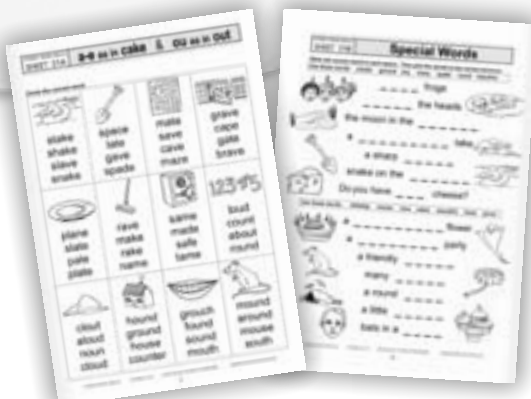 a-e as in cake & ou as in out
stake
shake
slave
snake
space
late
gave
spade
mate
save
cave
maze
grave
cape
gate
brave
plane
slate
pale
plate
rave
make
rake
name
same
made
safe
tame
loud
count
about
round
clout
aloud
noun
cloud
hound
ground
house
counter
grouch
found
sound
mouth
mound
around
mouse
south
Special Words
frogs
the hearts
the moon in the
a
lake
a sharp
snake on the
Do you have
cheese?
a
flower
a
party
a friendly
many
a round
a little
bats in a